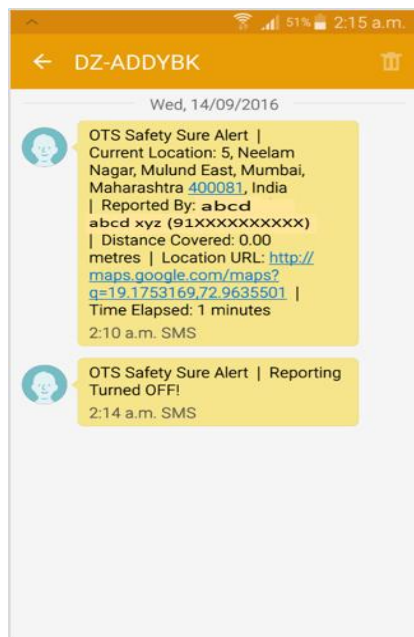 51% 2:15 a.m.
DZ-ADDYBK
Wed, 14/09/2016
OTS Safety Sure Alert |
Current Location: 5, Neelam
Nagar, Mulund East, Mumbai,
Maharashtra 400081, India
| Reported By: abcd
abcd xyz (91XXXXXXXXXX)
| Distance Covered: 0.00
metres | Location URL: http://
maps.google.com/maps?
q=19.1753169,72.9635501 |
Time Elapsed: 1 minutes
2:10 a.m. SMS
OTS Safety Sure Alert | Reporting
Turned OFF!
2:14 a.m. SMS